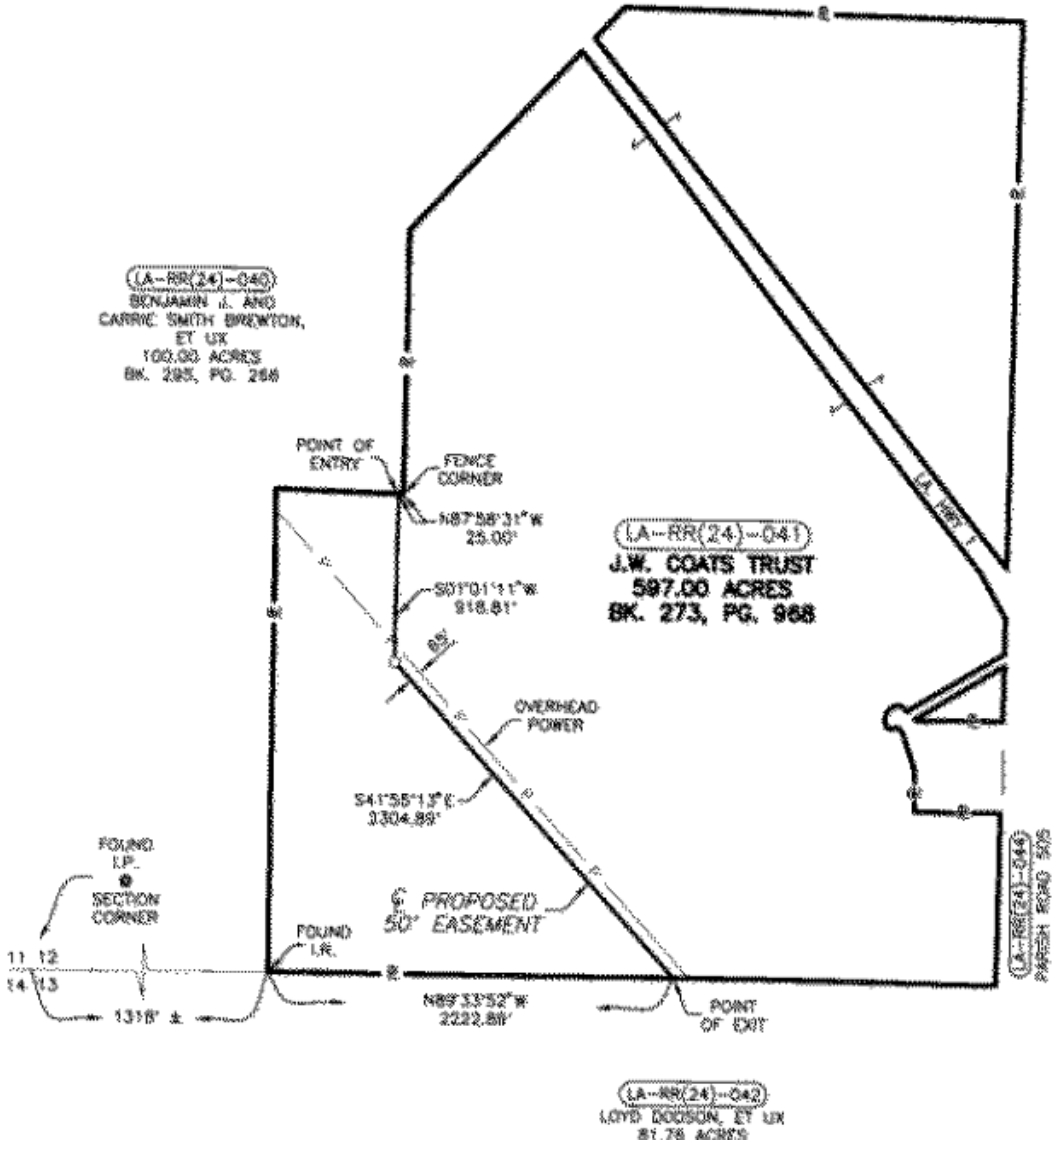 LA-RR(24)-040
BENJAMIN J. AND
CARRIE SMITH BREWTON,
ET UX
100.00 ACRES
BK. 295, PG. 268
POINT OF
ENTRY
FENCE
CORNER
N87°58'31"W
25.00'
S01°01'11"W
918.81'
85'
LA. HWY 1
LA-RR(24)-041
J.W. COATS TRUST
597.00 ACRES
BK. 273, PG. 968
OVERHEAD
POWER
S41°55'13"E
3304.89'
℄ PROPOSED
50' EASEMENT
FOUND
I.P.
SECTION
CORNER
FOUND
I.R.
11 12
14 13
1318' ±
N89°33'52"W
2222.88'
POINT
OF EXIT
LA-RR(24)-044
PARISH ROAD 505
LA-RR(24)-042
LOYD DODSON, ET UX
81.76 ACRES